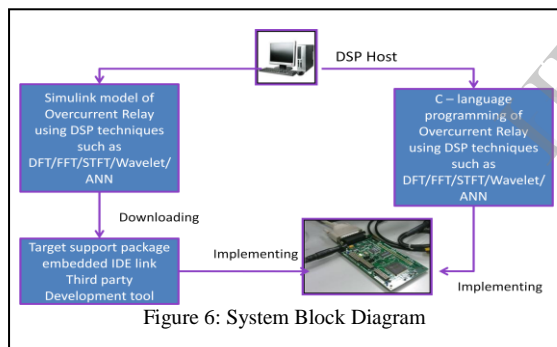 DSP Host
Simulink model of
Overcurrent Relay
using DSP techniques
such as
DFT/FFT/STFT/Wavelet/
ANN
C – language
programming of
Overcurrent Relay
using DSP techniques
such as
DFT/FFT/STFT/Wavelet/
ANN
Downloading
Target support package
embedded IDE link
Third party
Development tool
Implementing
Implementing
Figure 6: System Block Diagram